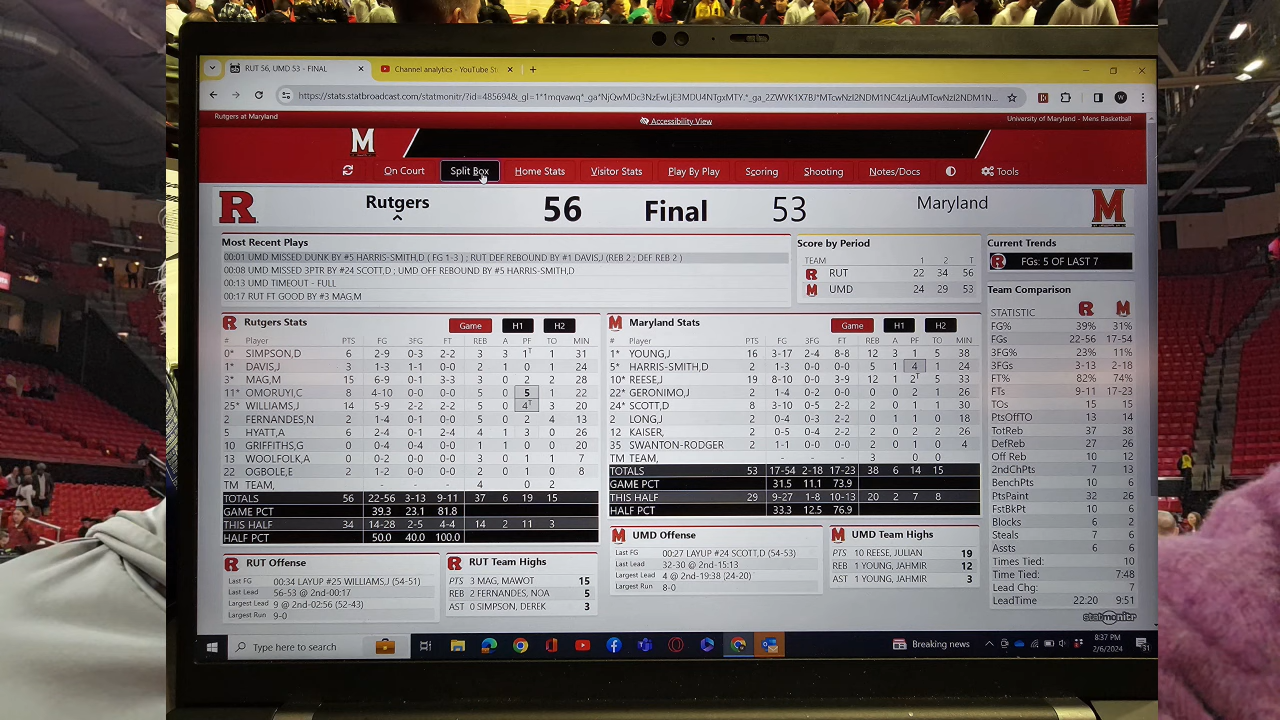 RUT 56, UMD 53 - FINAL
Channel analytics - YouTube St
Rutgers at Maryland
Accessibility View
University of Maryland - Mens Basketball
M
On Court
Split Box
Home Stats
Visitor Stats
Play By Play
Scoring
Shooting
Notes/Docs
Tools
R
Rutgers
56
Final
53
Maryland
M
Most Recent Plays
00:01 UMD MISSED DUNK BY #5 HARRIS-SMITH,D ( FG 1-3 ) ; RUT DEF REBOUND BY #1 DAVIS,J (REB 2 ; DEF REB 2 )
00:08 UMD MISSED 3PTR BY #24 SCOTT,D ; UMD OFF REBOUND BY #5 HARRIS-SMITH,D
00:13 UMD TIMEOUT - FULL
00:17 RUT FT GOOD BY #3 MAG,M
Score by Period
TEAM 1 2 T
RUT 22 34 56
UMD 24 29 53
Current Trends
FGs: 5 OF LAST 7
Rutgers Stats
Game H1 H2
# Player PTS FG 3FG FT REB A PF TO MIN
0* SIMPSON,D 6 2-9 0-3 2-2 3 3 1T 1 31
1* DAVIS,J 3 1-3 1-1 0-0 2 0 1 1 24
3* MAG,M 15 6-9 0-1 3-3 3 0 2 0 28
11* OMORUYI,C 8 4-10 0-0 0-0 5 0 5 1 22
25* WILLIAMS,J 14 5-9 2-2 2-2 5 0 4T 3 20
2 FERNANDES,N 2 1-4 0-1 0-0 5 0 2 4 13
5 HYATT,A 6 2-4 0-1 2-4 4 1 3 0 26
10 GRIFFITHS,G 0 0-4 0-4 0-0 1 1 0 0 20
13 WOOLFOLK,A 0 0-2 0-0 0-0 3 1 1 1 7
22 OGBOLE,E 2 1-2 0-0 0-0 2 0 1 0 8
TM TEAM, - - - 4 0 2
TOTALS 56 22-56 3-13 9-11 37 6 19 15
GAME PCT 39.3 23.1 81.8
THIS HALF 34 14-28 2-5 4-4 14 2 11 3
HALF PCT 50.0 40.0 100.0
Maryland Stats
Game H1 H2
# Player PTS FG 3FG FT REB A PF TO MIN
1* YOUNG,J 16 3-17 2-4 8-8 12 3 1 5 38
5* HARRIS-SMITH,D 2 1-3 0-0 0-0 5 1 4 1 24
10* REESE,J 19 8-10 0-0 3-9 12 1 2T 5 33
22* GERONIMO,J 2 1-4 0-2 0-0 0 0 2 1 26
24* SCOTT,D 8 3-10 0-5 2-2 2 0 1 1 30
2 LONG,J 2 0-4 0-3 2-2 0 1 1 0 18
12 KAISER, 2 0-5 0-4 2-2 2 0 2 2 26
35 SWANTON-RODGER 2 1-1 0-0 0-0 2 0 1 0 4
TM TEAM, - - - 3 0 0
TOTALS 53 17-54 2-18 17-23 38 6 14 15
GAME PCT 31.5 11.1 73.9
THIS HALF 29 9-27 1-8 10-13 20 2 7 8
HALF PCT 33.3 12.5 76.9
Team Comparison
STATISTIC R M
FG% 39% 31%
FGs 22-56 17-54
3FG% 23% 11%
3FGs 3-13 2-18
FT% 82% 74%
FTs 9-11 17-23
TOs 15 15
PtsOffTO 13 14
TotReb 37 38
DefReb 27 26
Off Reb 10 12
2ndChPts 7 13
BenchPts 10 6
PtsPaint 32 26
FstBkPt 10 6
Blocks 6 2
Steals 7 6
Assts 6 6
Times Tied: 10
Time Tied: 7:48
Lead Chg: 7
LeadTime 22:20 9:51
RUT Offense
Last FG 00:34 LAYUP #25 WILLIAMS,J (54-51)
Last Lead 56-53 @ 2nd-00:17
Largest Lead 9 @ 2nd-02:56 (52-43)
Largest Run 9-0
RUT Team Highs
PTS 3 MAG, MAWOT 15
REB 2 FERNANDES, NOA 5
AST 0 SIMPSON, DEREK 3
UMD Offense
Last FG 00:27 LAYUP #24 SCOTT,D (54-53)
Last Lead 32-30 @ 2nd-15:13
Largest Lead 4 @ 2nd-19:38 (24-20)
Largest Run 8-0
UMD Team Highs
PTS 10 REESE, JULIAN 19
REB 1 YOUNG, JAHMIR 12
AST 1 YOUNG, JAHMIR 3
statmonitr
Type here to search
Breaking news
8:37 PM
2/6/2024